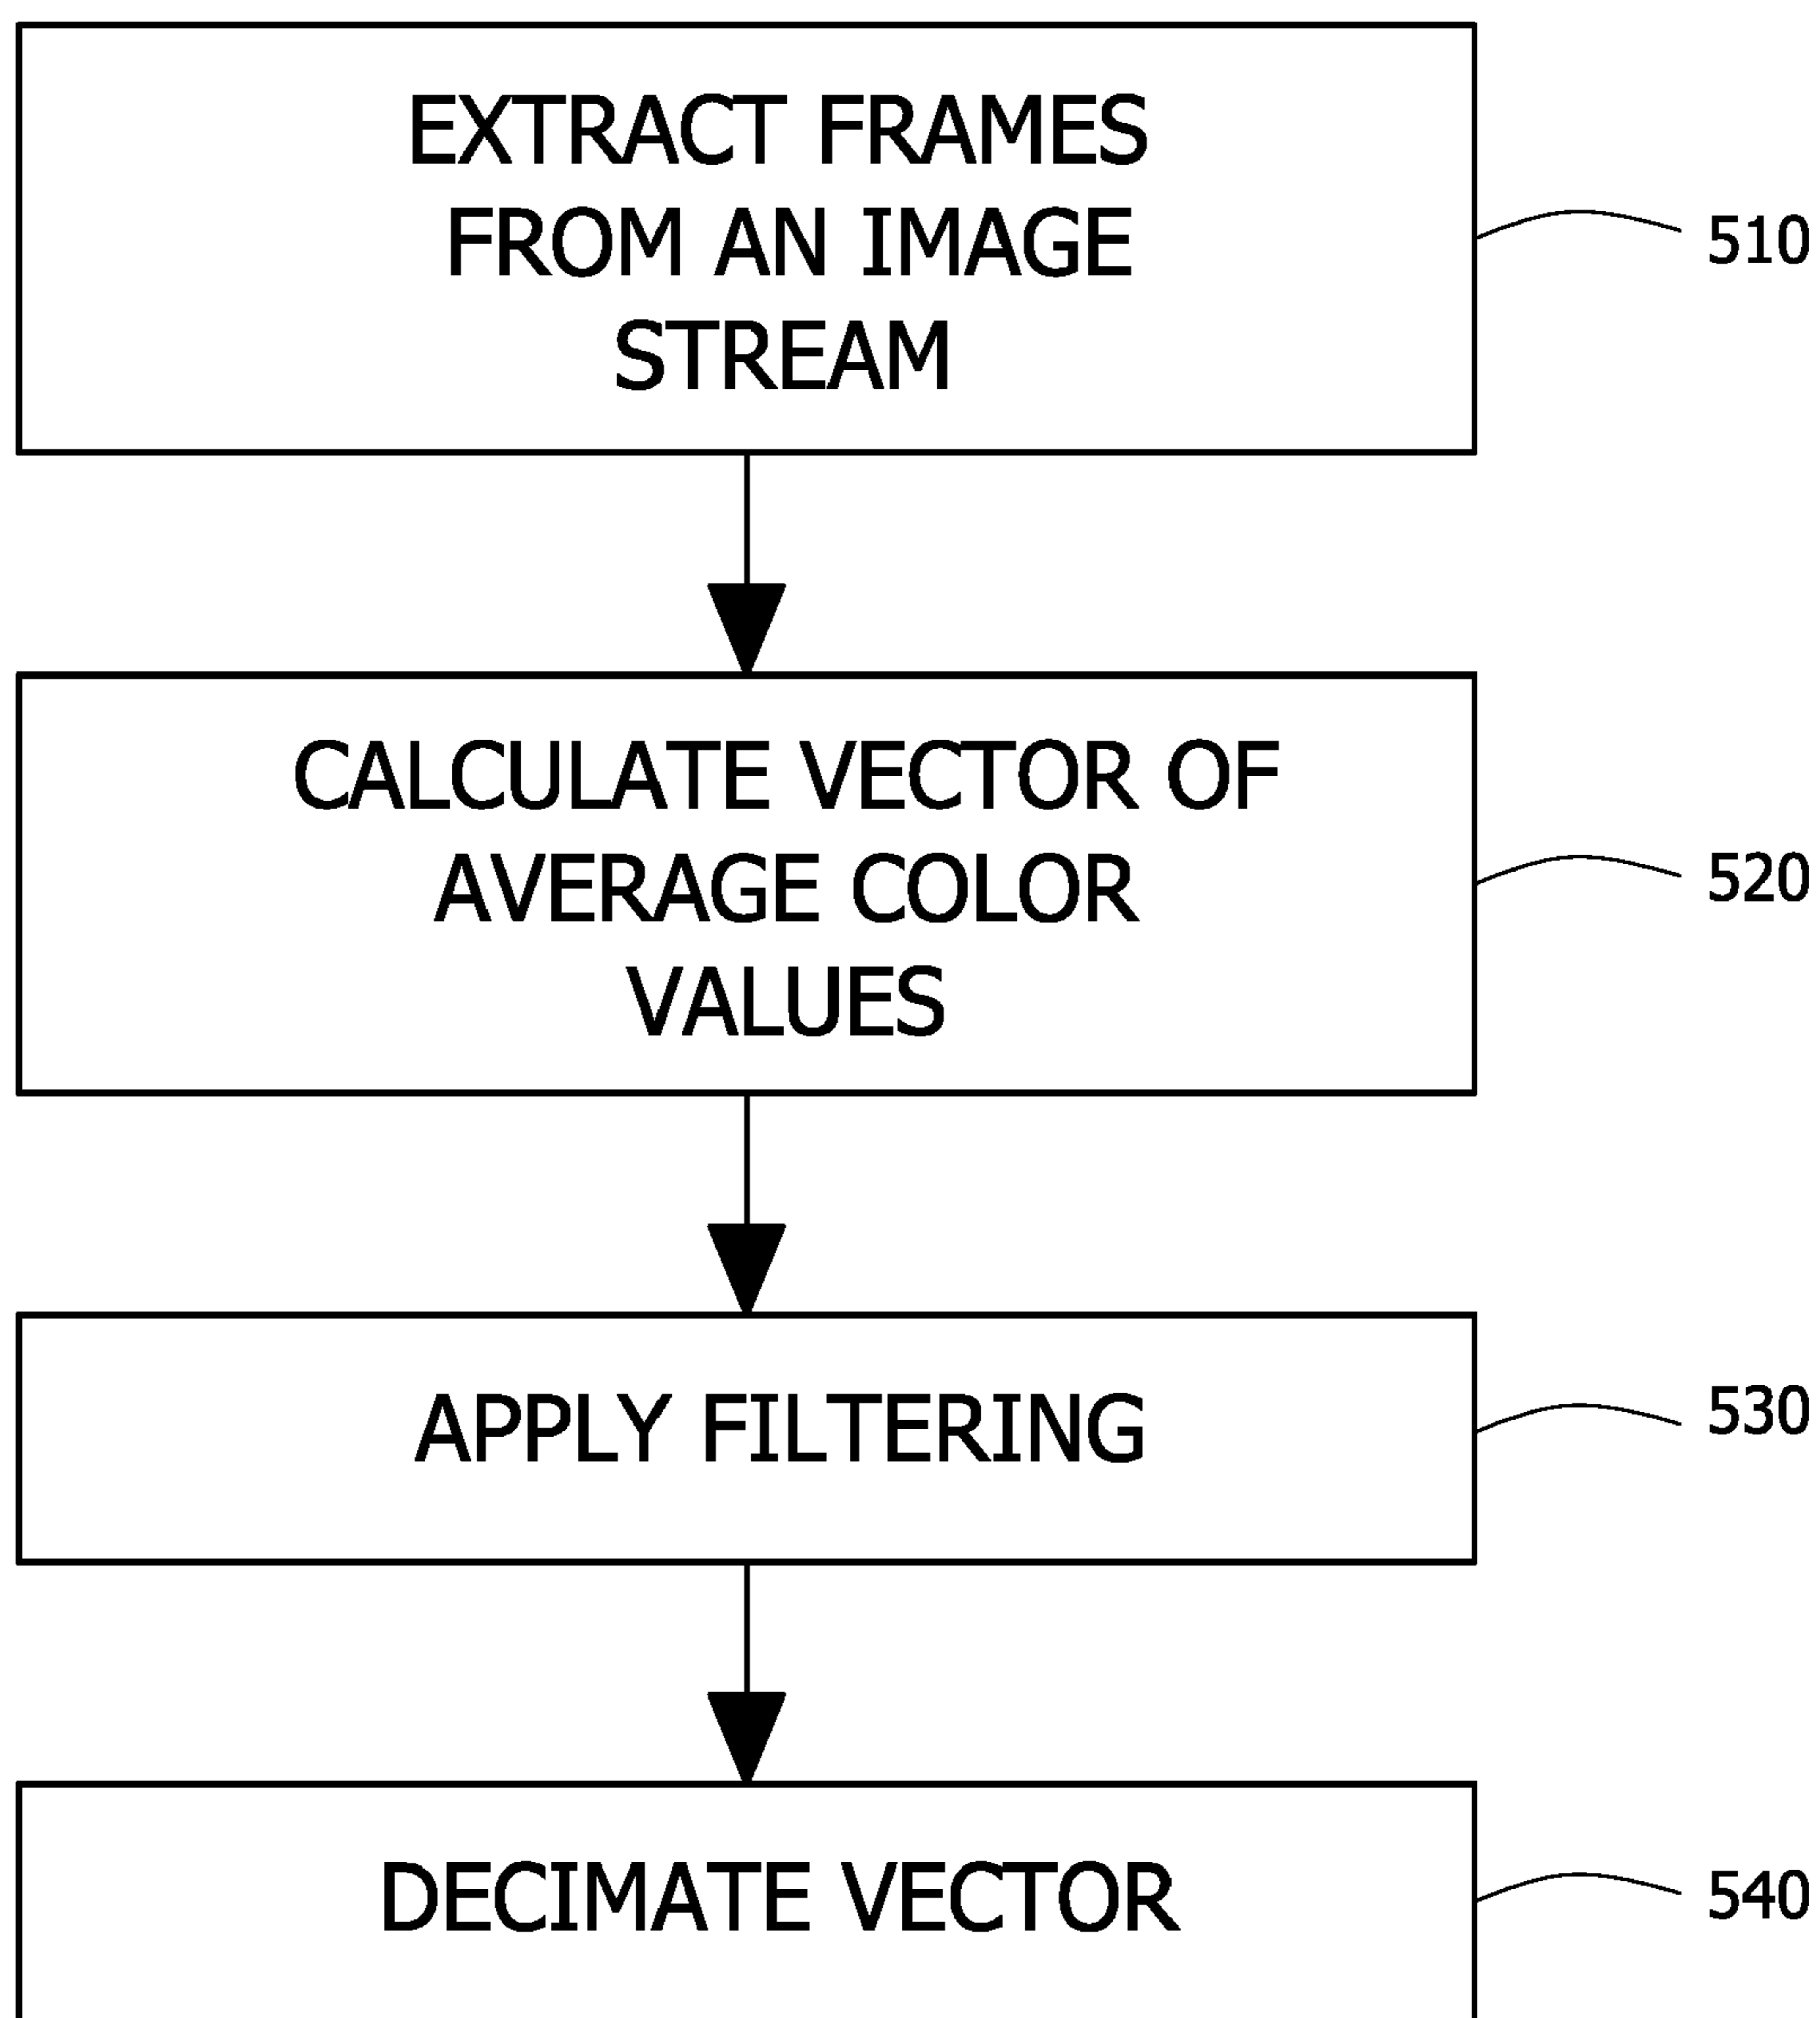 EXTRACT FRAMES
FROM AN IMAGE
STREAM
510
CALCULATE VECTOR OF
AVERAGE COLOR
VALUES
520
APPLY FILTERING
530
DECIMATE VECTOR
540